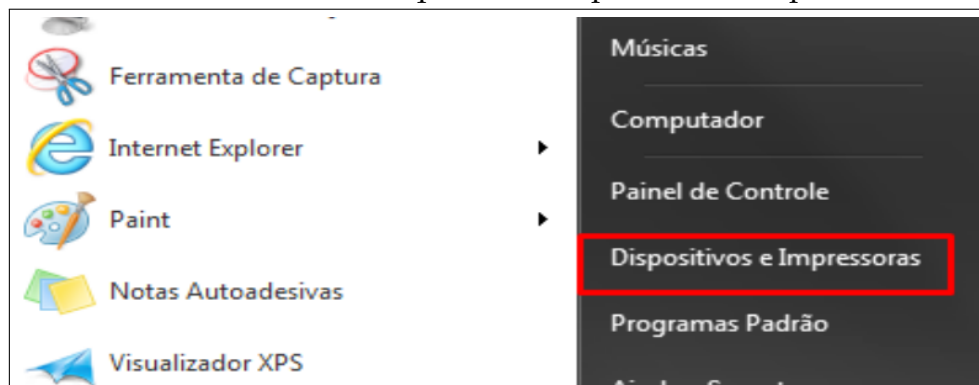 Ferramenta de Captura
Internet Explorer
Paint
Notas Autoadesivas
Visualizador XPS
Músicas
Computador
Painel de Controle
Dispositivos e Impressoras
Programas Padrão